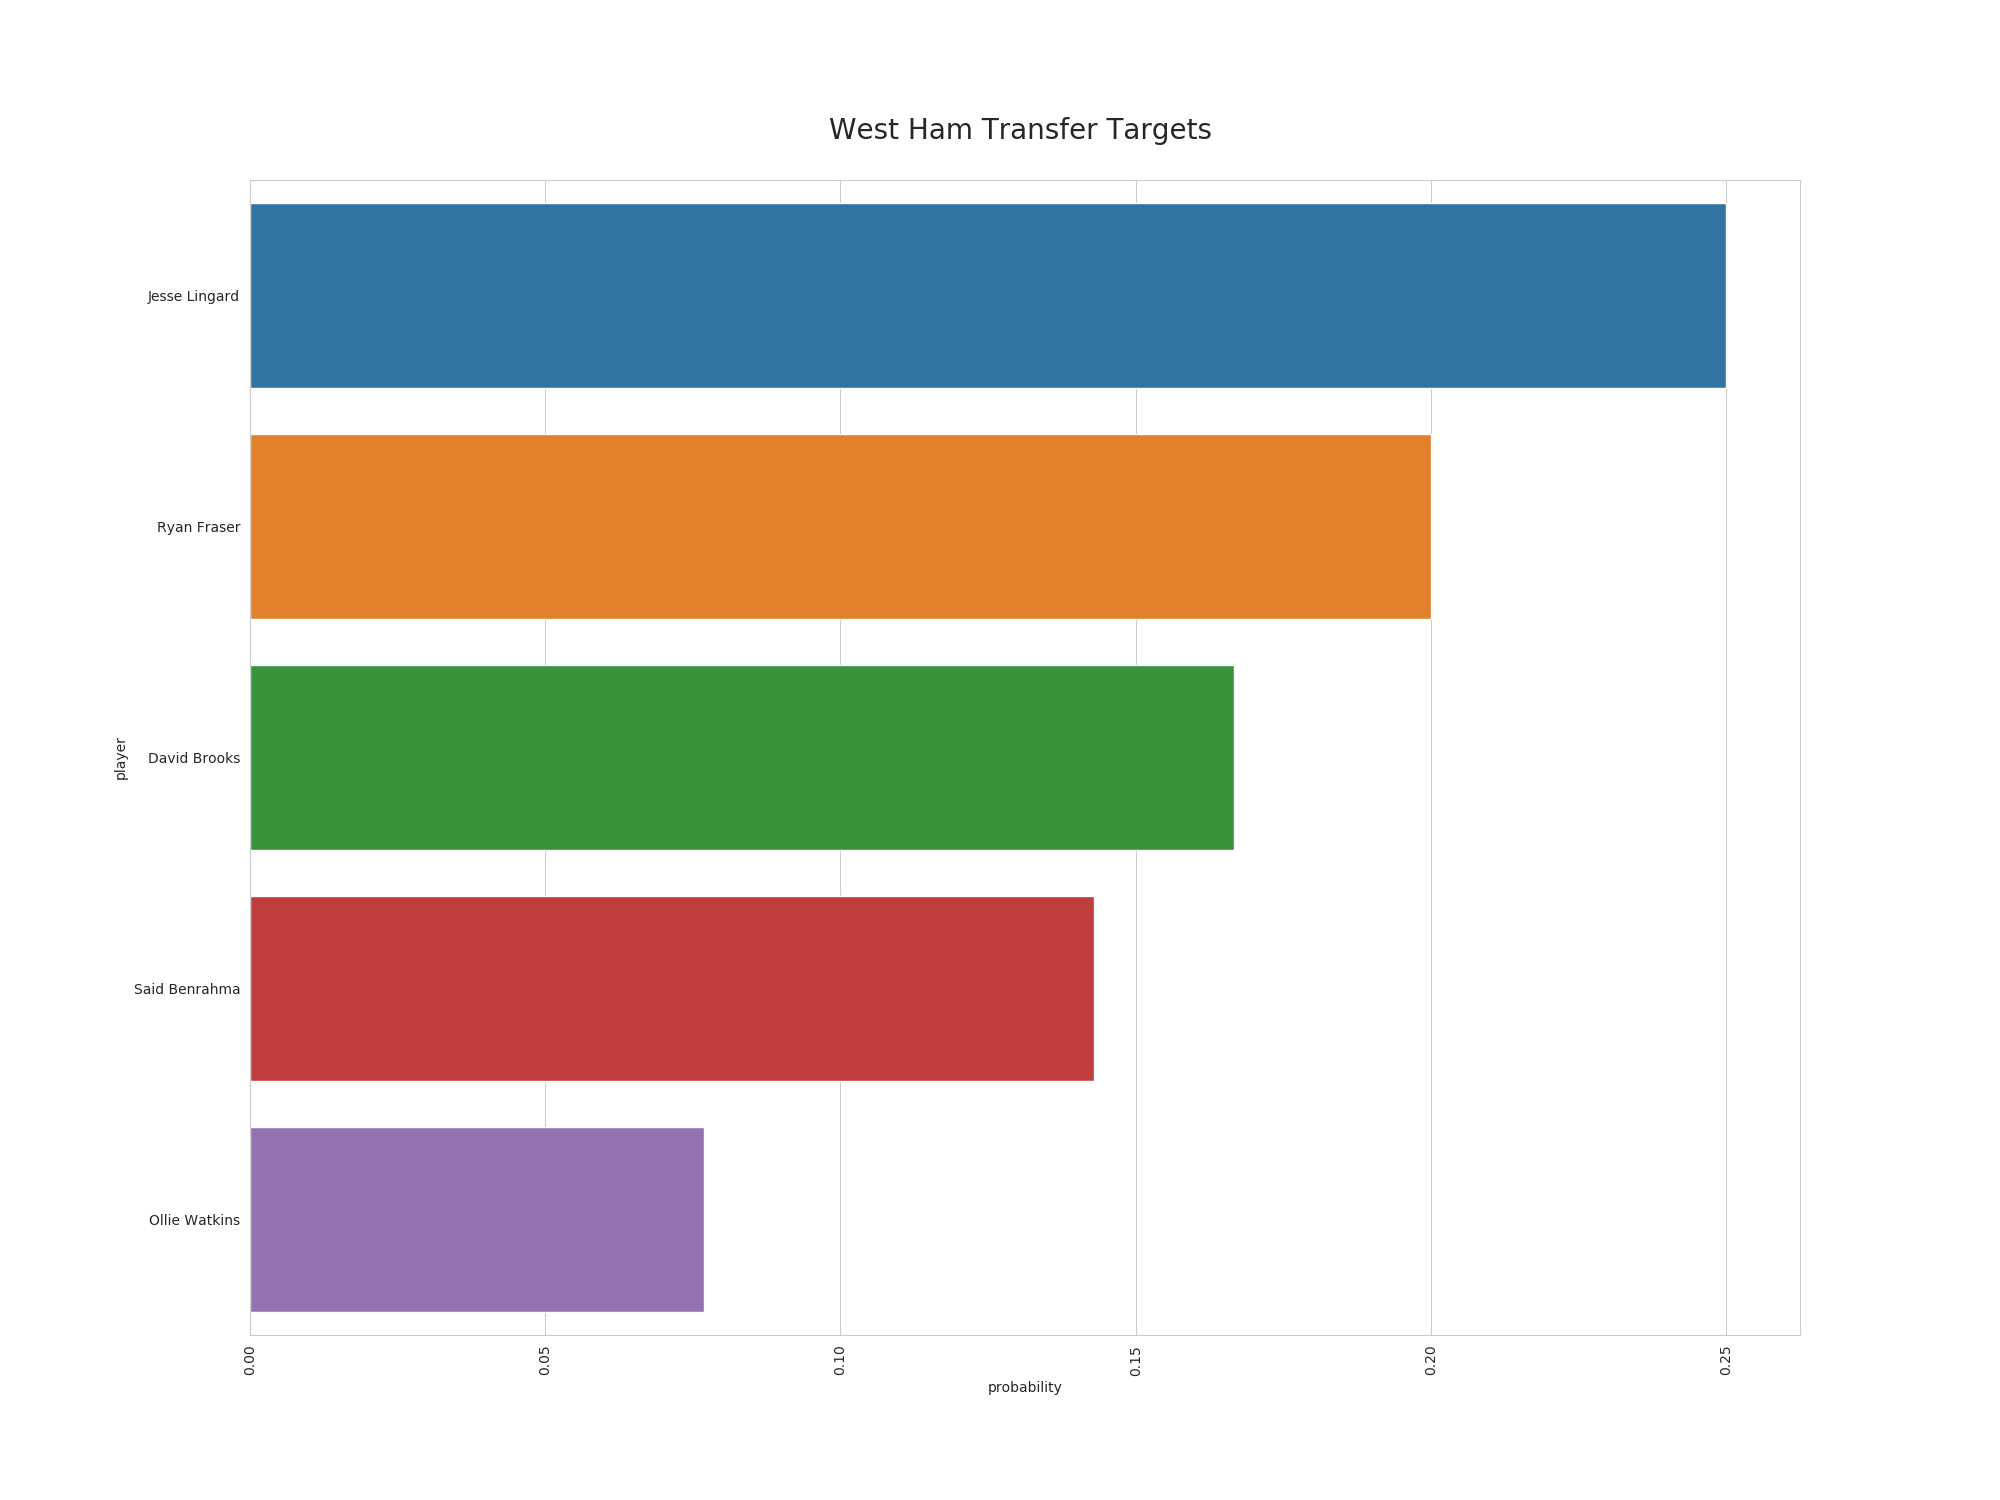 West Ham Transfer Targets
Jesse Lingard
Ryan Fraser
David Brooks
Said Benrahma
Ollie Watkins
player
0.00
0.05
0.10
0.15
0.20
0.25
probability